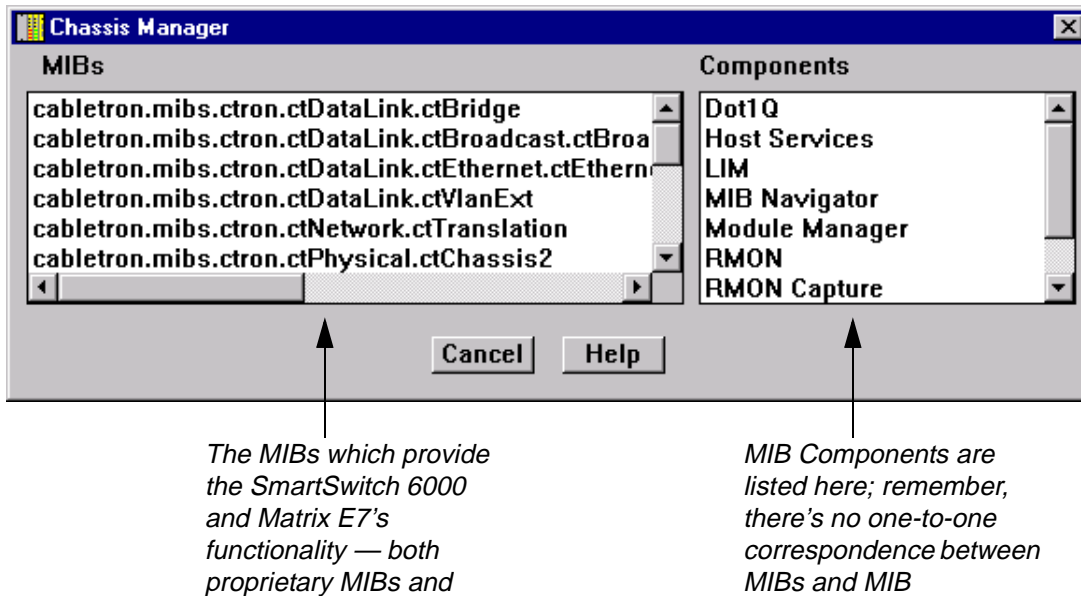 Chassis Manager
MIBs
cabletron.mibs.ctron.ctDataLink.ctBridge
cabletron.mibs.ctron.ctDataLink.ctBroadcast.ctBroa
cabletron.mibs.ctron.ctDataLink.ctEthernet.ctEthern
cabletron.mibs.ctron.ctDataLink.ctVlanExt
cabletron.mibs.ctron.ctNetwork.ctTranslation
cabletron.mibs.ctron.ctPhysical.ctChassis2
Components
Dot1Q
Host Services
LIM
MIB Navigator
Module Manager
RMON
RMON Capture
Cancel
Help
The MIBs which provide
the SmartSwitch 6000
and Matrix E7's
functionality — both
proprietary MIBs and
MIB Components are
listed here; remember,
there's no one-to-one
correspondence between
MIBs and MIB